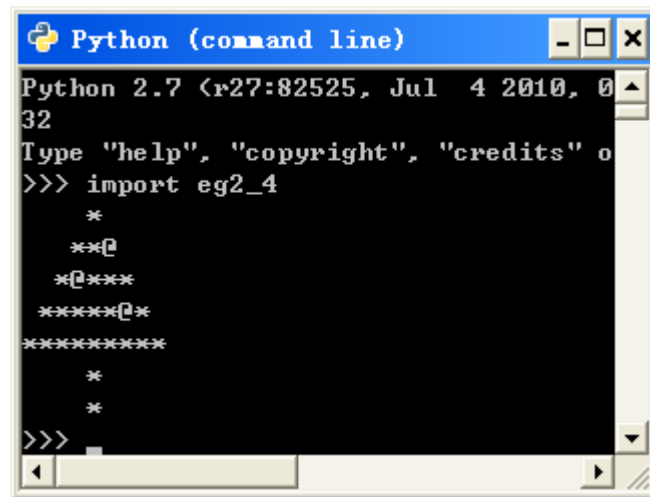 Python (command line)
Python 2.7 (r27:82525, Jul  4 2010, 0
32
Type "help", "copyright", "credits" o
>>> import eg2_4
    *
   **@
  *@***
 *****@*
*********
    *
    *
>>>